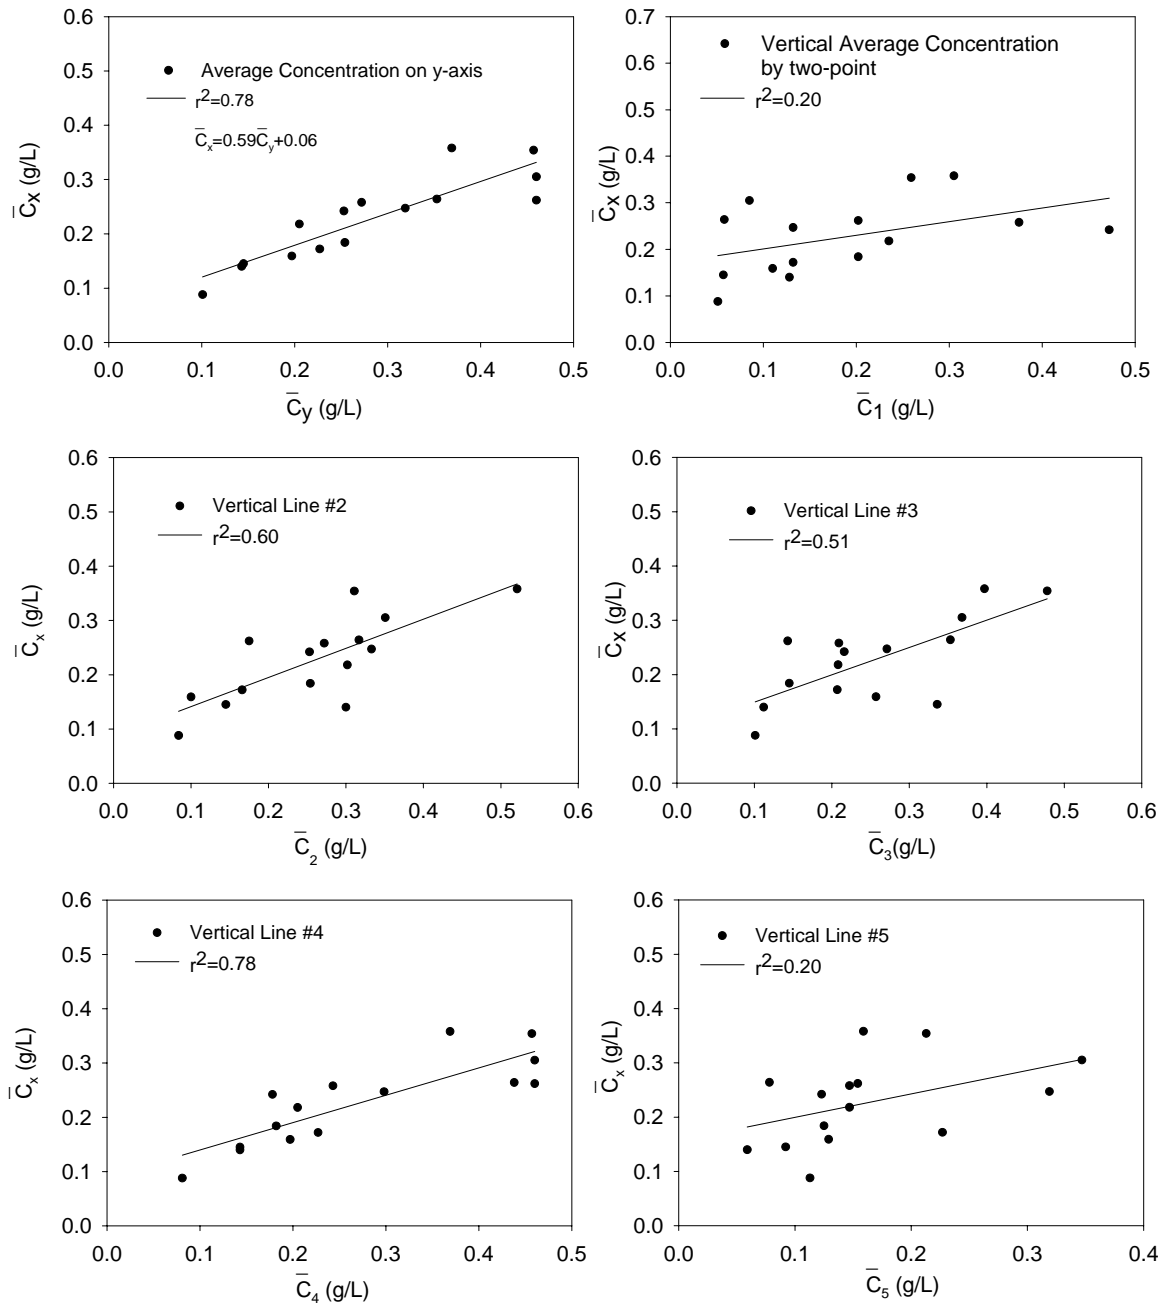 0.6
0.5
0.4
0.3
0.2
0.1
0.0
C̅x (g/L)
Average Concentration on y-axis
r2=0.78
C̅x=0.59C̅y+0.06
0.0 0.1 0.2 0.3 0.4 0.5
C̅y (g/L)
0.7
0.6
0.5
0.4
0.3
0.2
0.1
0.0
C̅x (g/L)
Vertical Average Concentration
by two-point
r2=0.20
0.0 0.1 0.2 0.3 0.4 0.5
C̅1 (g/L)
0.6
0.5
0.4
0.3
0.2
0.1
0.0
C̅x (g/L)
Vertical Line #2
r2=0.60
0.0 0.1 0.2 0.3 0.4 0.5 0.6
C̅2 (g/L)
0.6
0.5
0.4
0.3
0.2
0.1
0.0
C̅x (g/L)
Vertical Line #3
r2=0.51
0.0 0.1 0.2 0.3 0.4 0.5 0.6
C̅3(g/L)
0.6
0.5
0.4
0.3
0.2
0.1
0.0
C̅x (g/L)
Vertical Line #4
r2=0.78
0.0 0.1 0.2 0.3 0.4 0.5
C̅4 (g/L)
0.6
0.5
0.4
0.3
0.2
0.1
0.0
C̅x (g/L)
Vertical Line #5
r2=0.20
0.0 0.1 0.2 0.3 0.4
C̅5 (g/L)